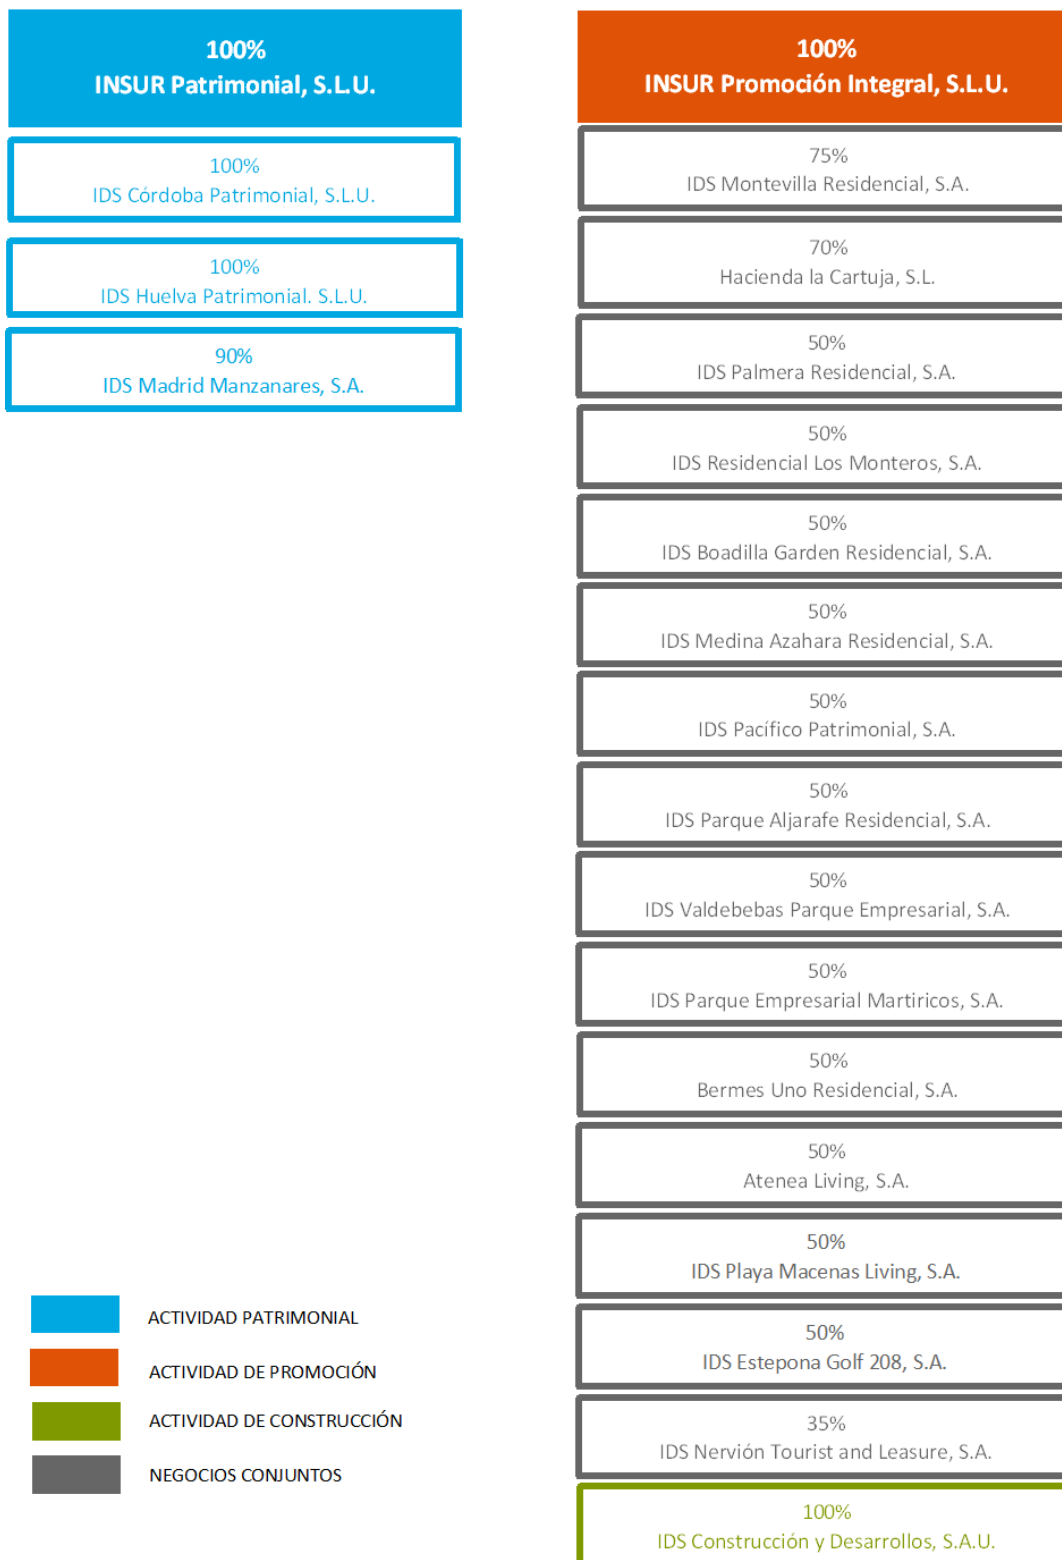 100%
INSUR Patrimonial, S.L.U.
100%
IDS Córdoba Patrimonial, S.L.U.
100%
IDS Huelva Patrimonial. S.L.U.
90%
IDS Madrid Manzanares, S.A.
100%
INSUR Promoción Integral, S.L.U.
75%
IDS Montevilla Residencial, S.A.
70%
Hacienda la Cartuja, S.L.
50%
IDS Palmera Residencial, S.A.
50%
IDS Residencial Los Monteros, S.A.
50%
IDS Boadilla Garden Residencial, S.A.
50%
IDS Medina Azahara Residencial, S.A.
50%
IDS Pacífico Patrimonial, S.A.
50%
IDS Parque Aljarafe Residencial, S.A.
50%
IDS Valdebebas Parque Empresarial, S.A.
50%
IDS Parque Empresarial Martiricos, S.A.
50%
Bermes Uno Residencial, S.A.
50%
Atenea Living, S.A.
50%
IDS Playa Macenas Living, S.A.
50%
IDS Estepona Golf 208, S.A.
35%
IDS Nervión Tourist and Leasure, S.A.
100%
IDS Construcción y Desarrollos, S.A.U.
ACTIVIDAD PATRIMONIAL
ACTIVIDAD DE PROMOCIÓN
ACTIVIDAD DE CONSTRUCCIÓN
NEGOCIOS CONJUNTOS